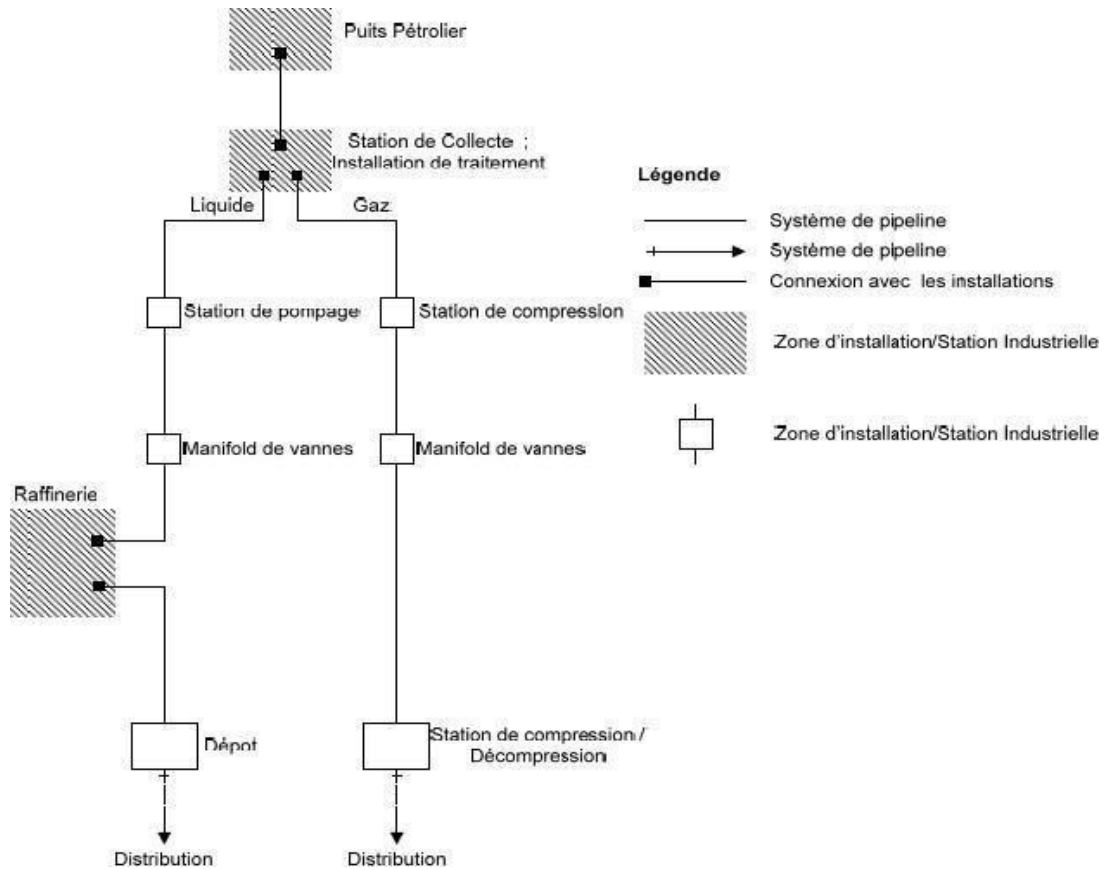 Puits Pétrolier
Station de Collecte ;
Installation de traitement
Liquide
Gaz
Légende
Système de pipeline
Système de pipeline
Connexion avec les installations
Zone d'installation/Station Industrielle
Zone d'installation/Station Industrielle
Station de pompage
Station de compression
Manifold de vannes
Manifold de vannes
Raffinerie
Dépot
Station de compression /
Décompression
Distribution
Distribution